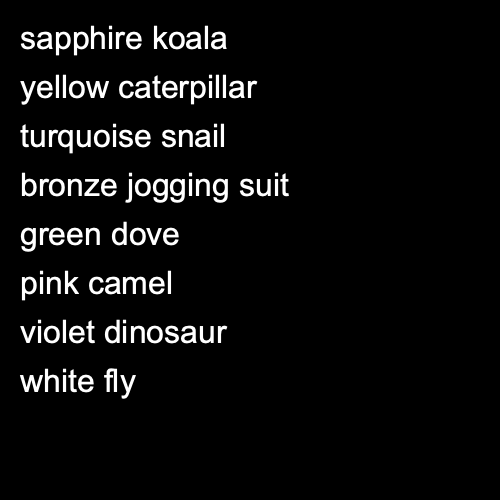 sapphire koala
yellow caterpillar
turquoise snail
bronze jogging suit
green dove
pink camel
violet dinosaur
white fly